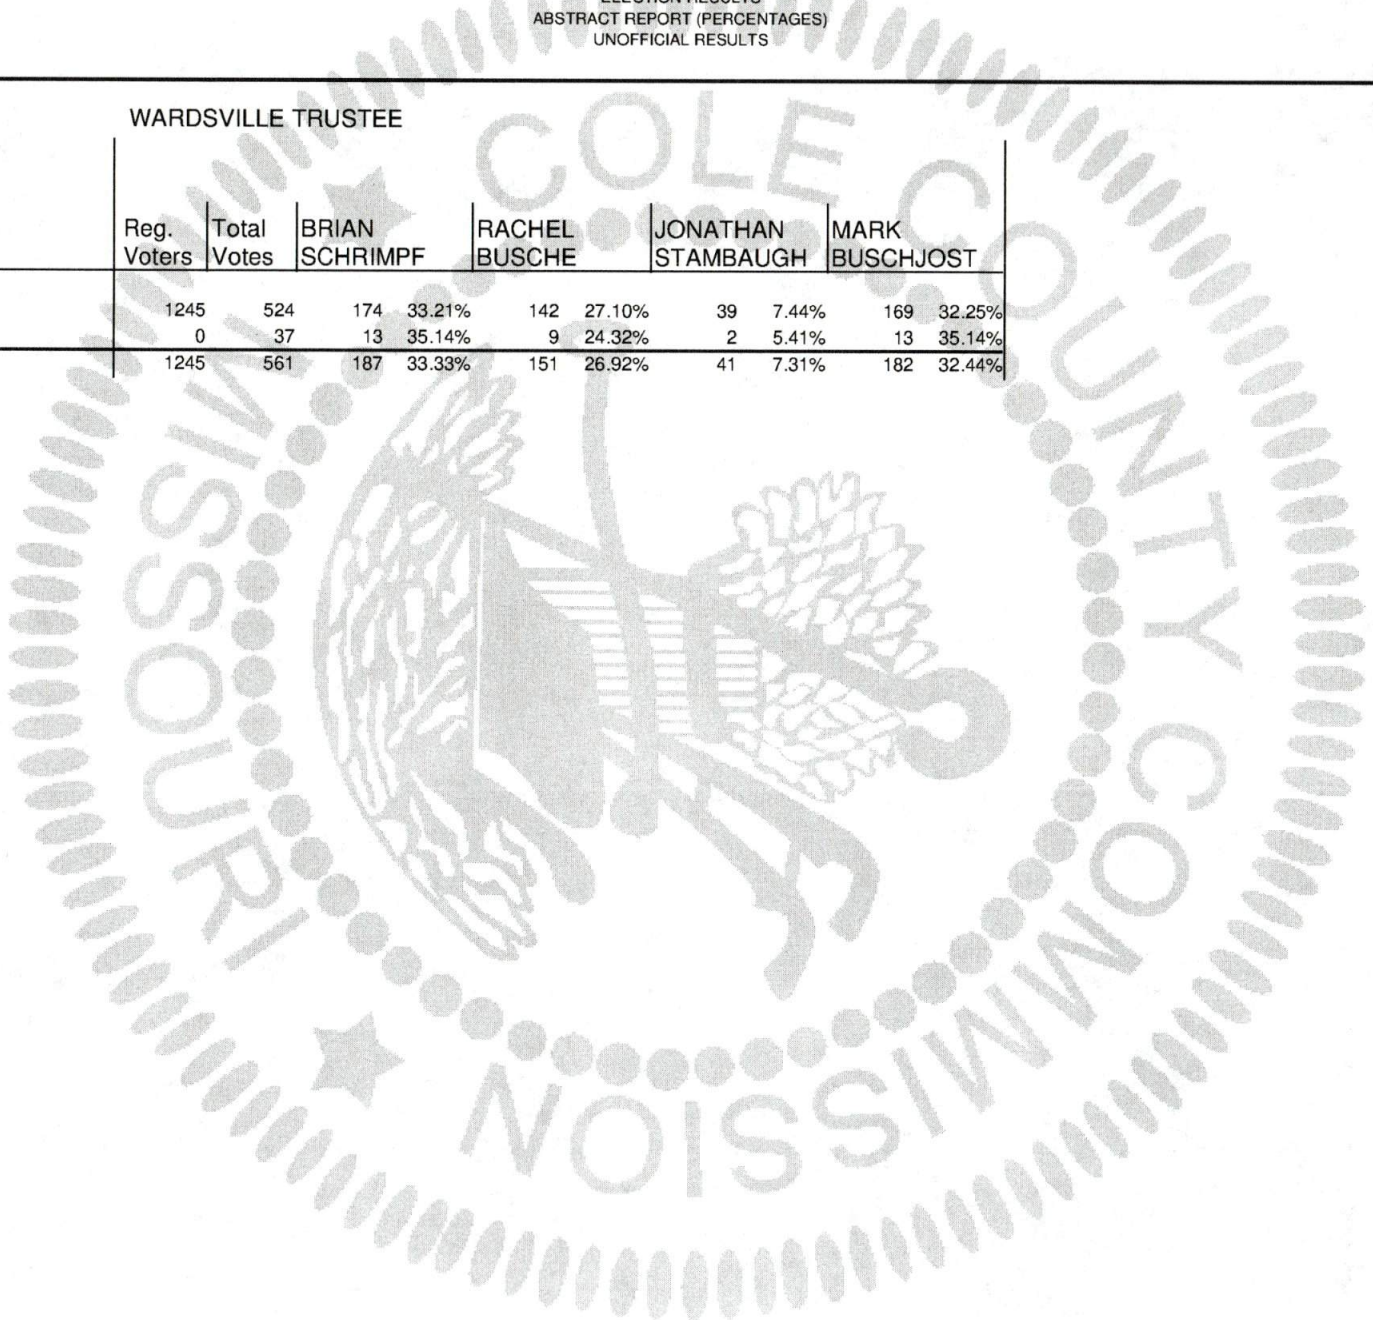 ELECTION RESULTS
ABSTRACT REPORT (PERCENTAGES)
UNOFFICIAL RESULTS
WARDSVILLE TRUSTEE
Reg. Total BRIAN RACHEL JONATHAN MARK
Voters Votes SCHRIMPF BUSCHE STAMBAUGH BUSCHJOST
1245 524 174 33.21% 142 27.10% 39 7.44% 169 32.25%
0 37 13 35.14% 9 24.32% 2 5.41% 13 35.14%
1245 561 187 33.33% 151 26.92% 41 7.31% 182 32.44%
COLE COUNTY COMMISSION
MISSOURI